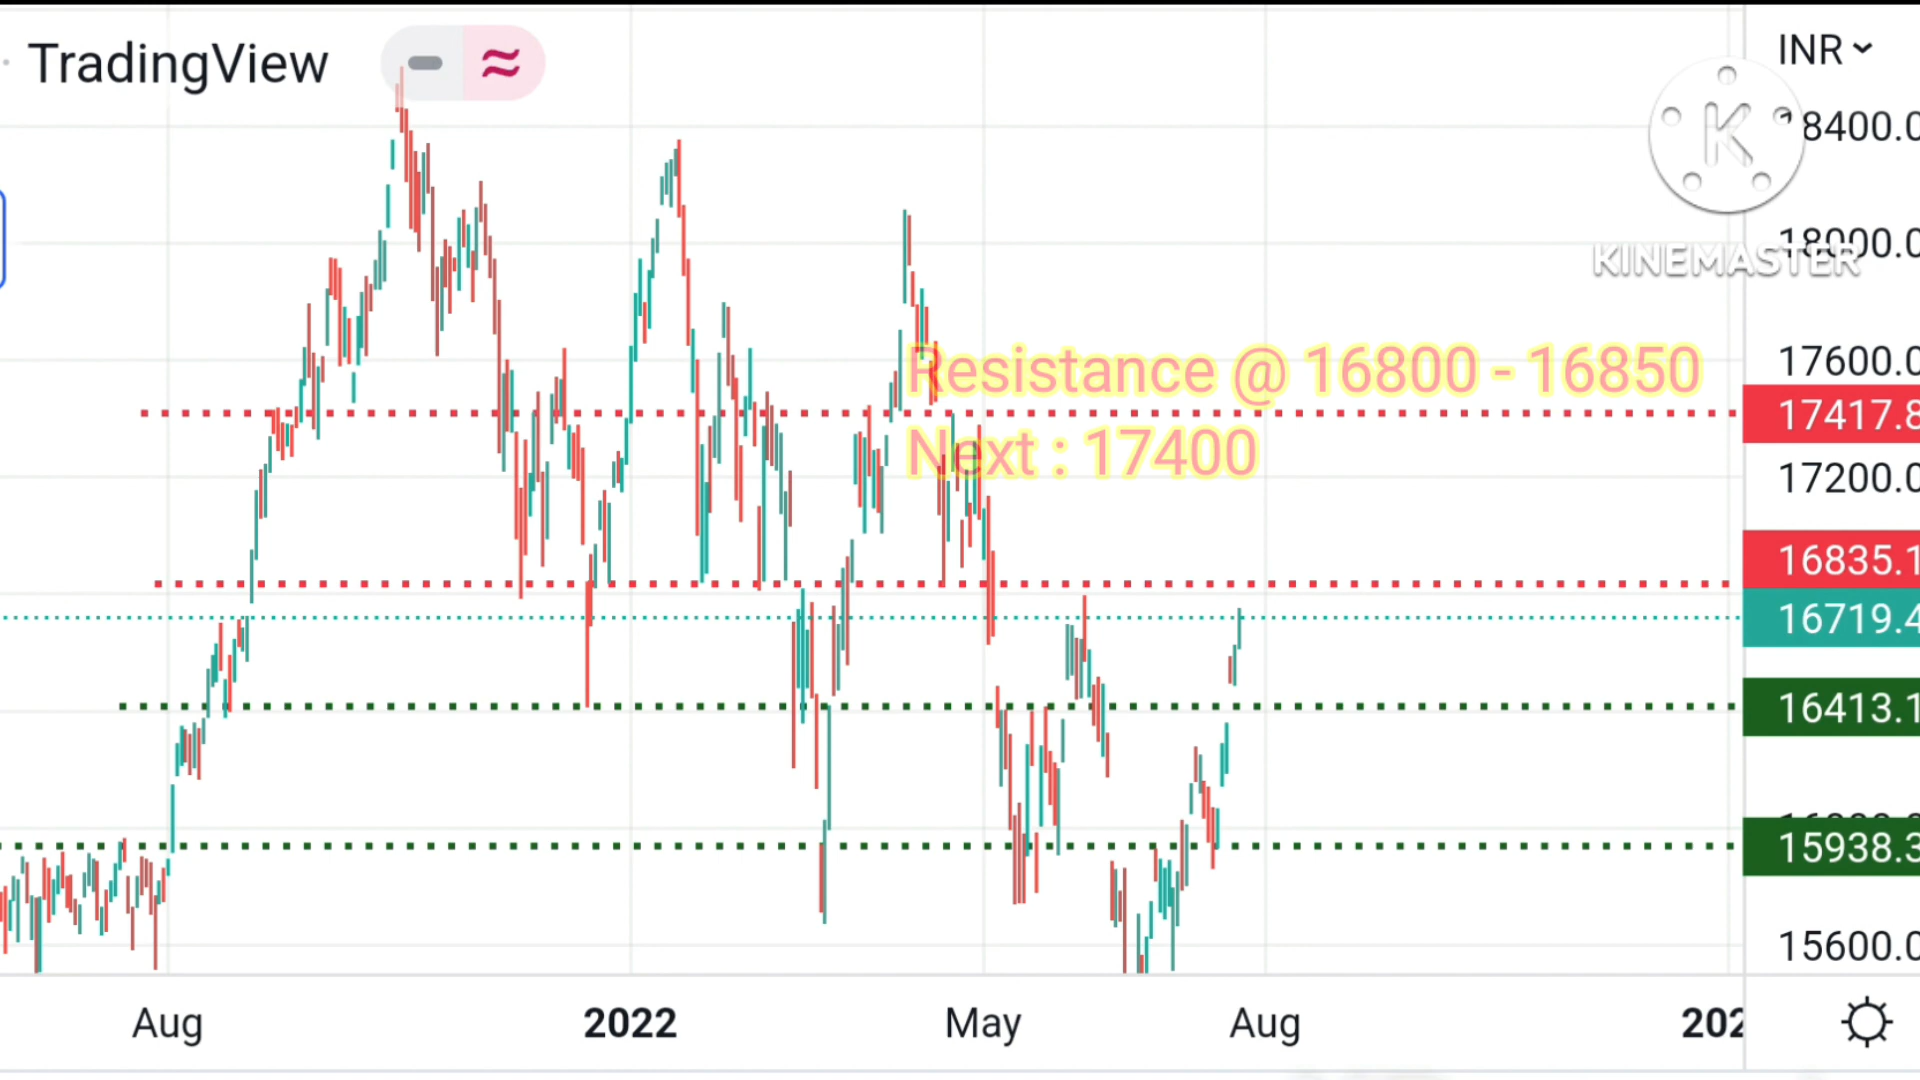 TradingView
INR
18400.0
KINEMASTER
18000.0
Resistance @ 16800 - 16850
17600.0
17417.8
Next : 17400
17200.0
16835.1
16719.4
16413.1
15938.3
15600.0
Aug
2022
May
Aug
202